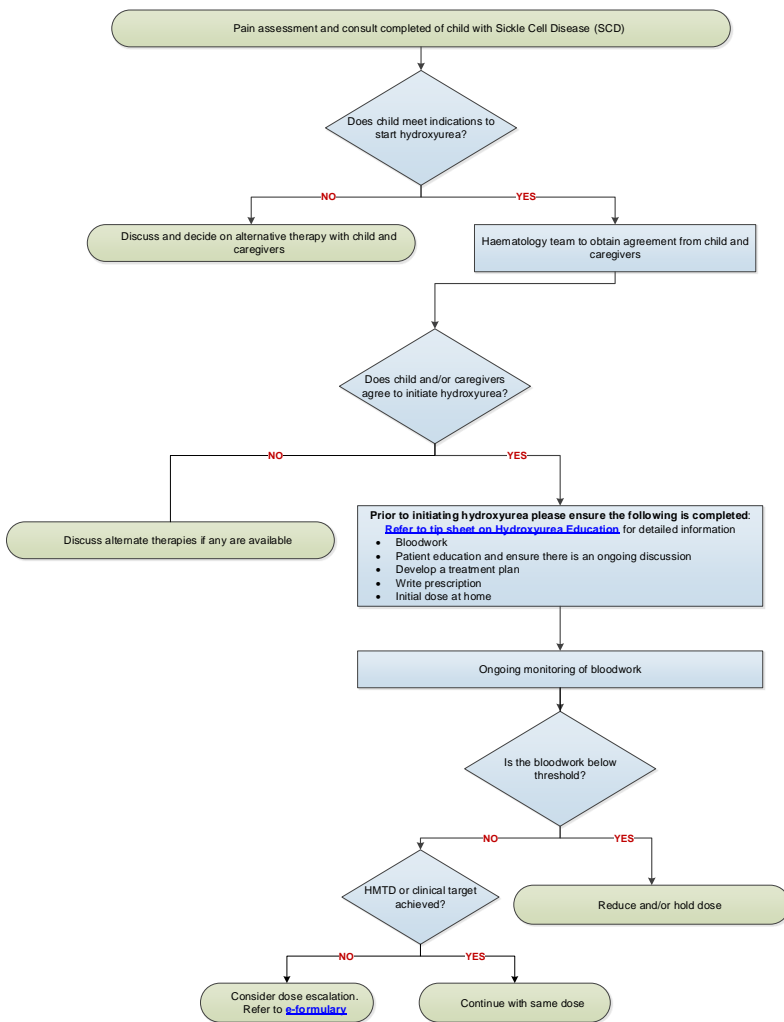 Pain assessment and consult completed of child with Sickle Cell Disease (SCD)
Does child meet indications to
start hydroxyurea?
NO
YES
Discuss and decide on alternative therapy with child and
caregivers
Haematology team to obtain agreement from child and
caregivers
Does child and/or caregivers
agree to initiate hydroxyurea?
NO
YES
Discuss alternate therapies if any are available
Prior to initiating hydroxyurea please ensure the following is completed:
Refer to tip sheet on Hydroxyurea Education for detailed information
• Bloodwork
• Patient education and ensure there is an ongoing discussion
• Develop a treatment plan
• Write prescription
• Initial dose at home
Ongoing monitoring of bloodwork
Is the bloodwork below
threshold?
NO
YES
HMTD or clinical target
achieved?
Reduce and/or hold dose
NO
YES
Consider dose escalation.
Refer to e-formulary
Continue with same dose